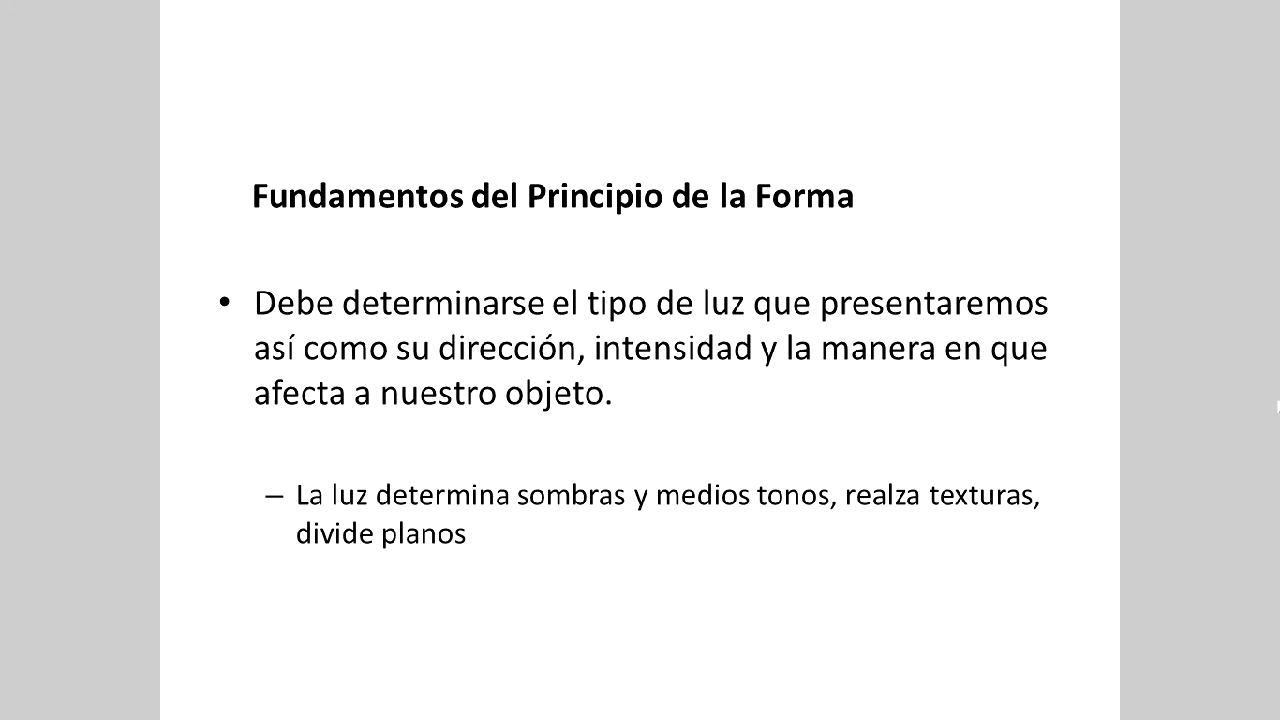 Fundamentos del Principio de la Forma
• Debe determinarse el tipo de luz que presentaremos
así como su dirección, intensidad y la manera en que
afecta a nuestro objeto.
– La luz determina sombras y medios tonos, realza texturas,
divide planos